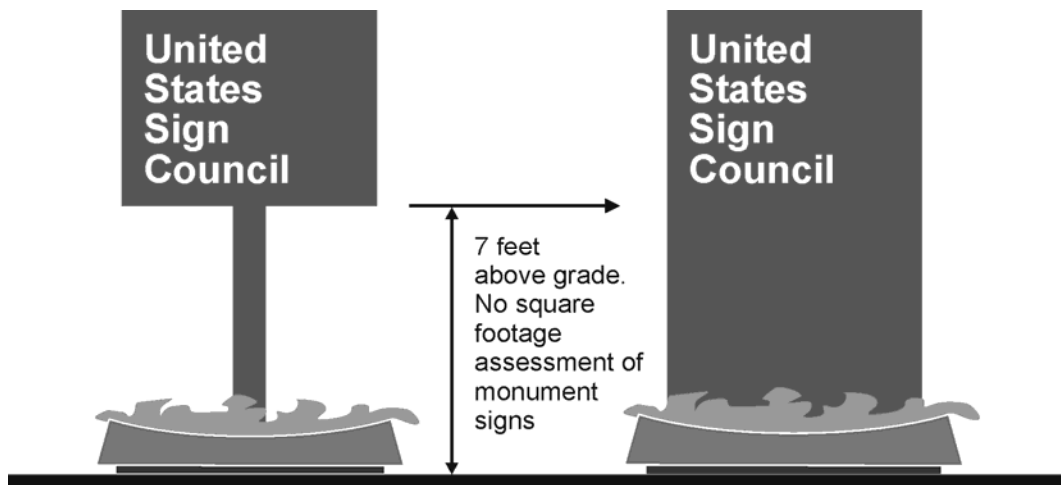 United
States
Sign
Council
7 feet
above grade.
No square
footage
assessment of
monument
signs
United
States
Sign
Council